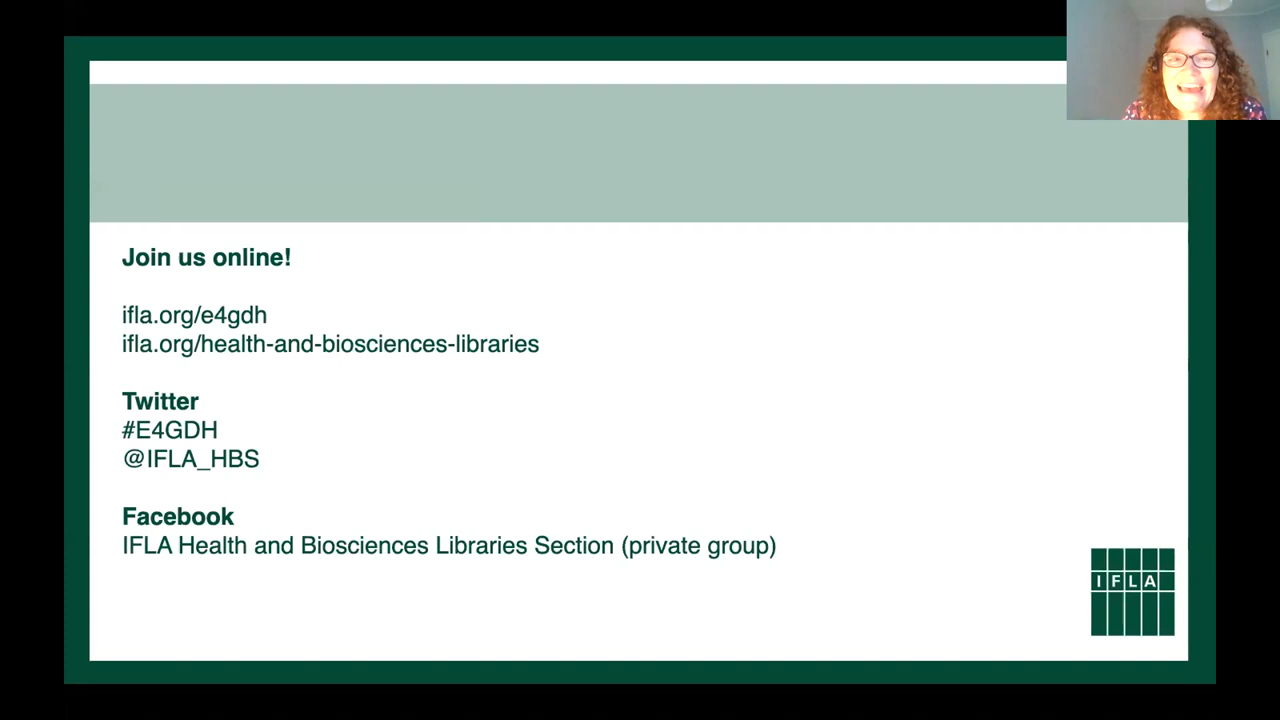 Join us online!
ifla.org/e4gdh
ifla.org/health-and-biosciences-libraries
Twitter
#E4GDH
@IFLA_HBS
Facebook
IFLA Health and Biosciences Libraries Section (private group)
IFLA